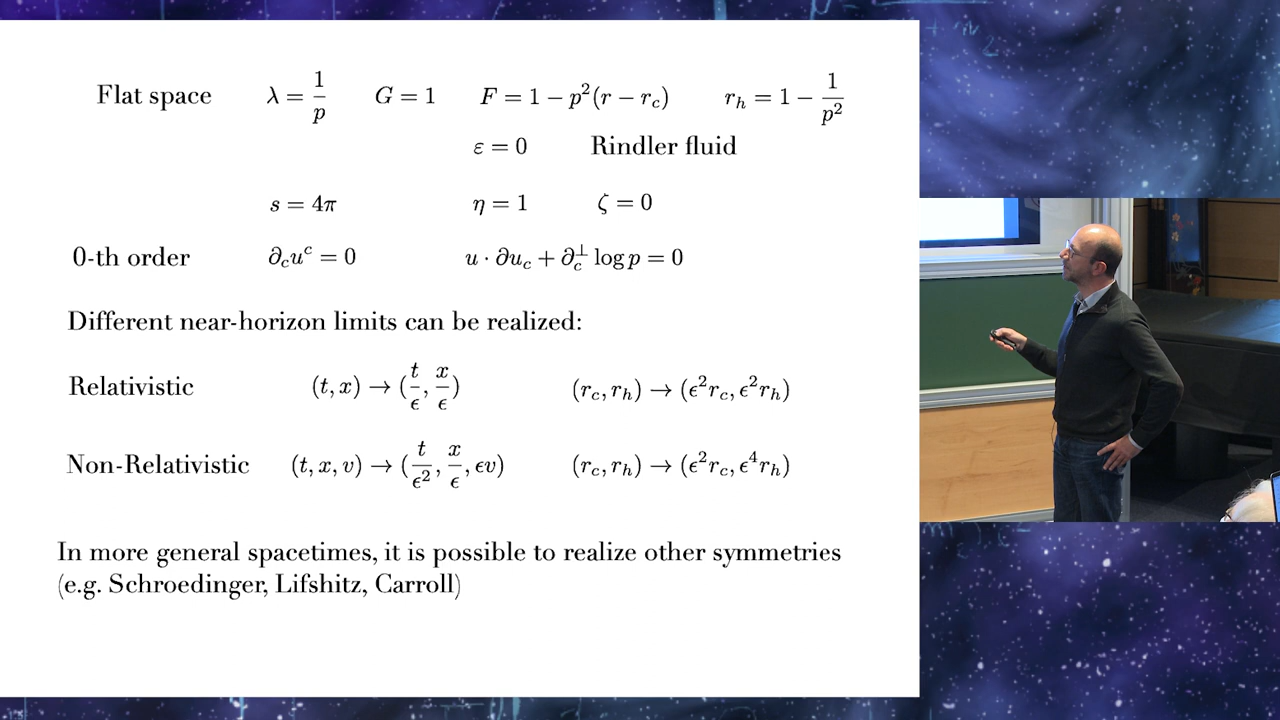 Flat space λ = 1/p G = 1 F = 1 − p²(r − r_c) r_h = 1 − 1/p²
ε = 0 Rindler fluid
s = 4π η = 1 ζ = 0
0-th order ∂_c u^c = 0 u · ∂u_c + ∂_c^⊥ log p = 0
Different near-horizon limits can be realized:
Relativistic (t, x) → (t/ϵ, x/ϵ) (r_c, r_h) → (ϵ²r_c, ϵ²r_h)
Non-Relativistic (t, x, v) → (t/ϵ², x/ϵ, ϵv) (r_c, r_h) → (ϵ²r_c, ϵ⁴r_h)
In more general spacetimes, it is possible to realize other symmetries
(e.g. Schroedinger, Lifshitz, Carroll)